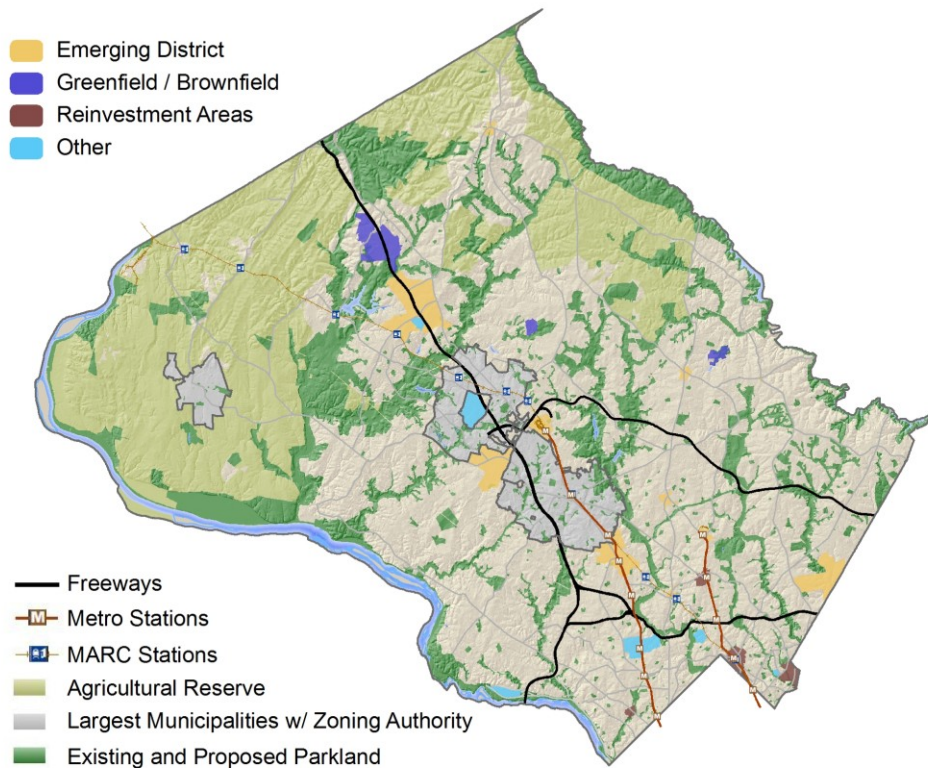 Emerging District
Greenfield / Brownfield
Reinvestment Areas
Other
Freeways
M Metro Stations
MARC Stations
Agricultural Reserve
Largest Municipalities w/ Zoning Authority
Existing and Proposed Parkland